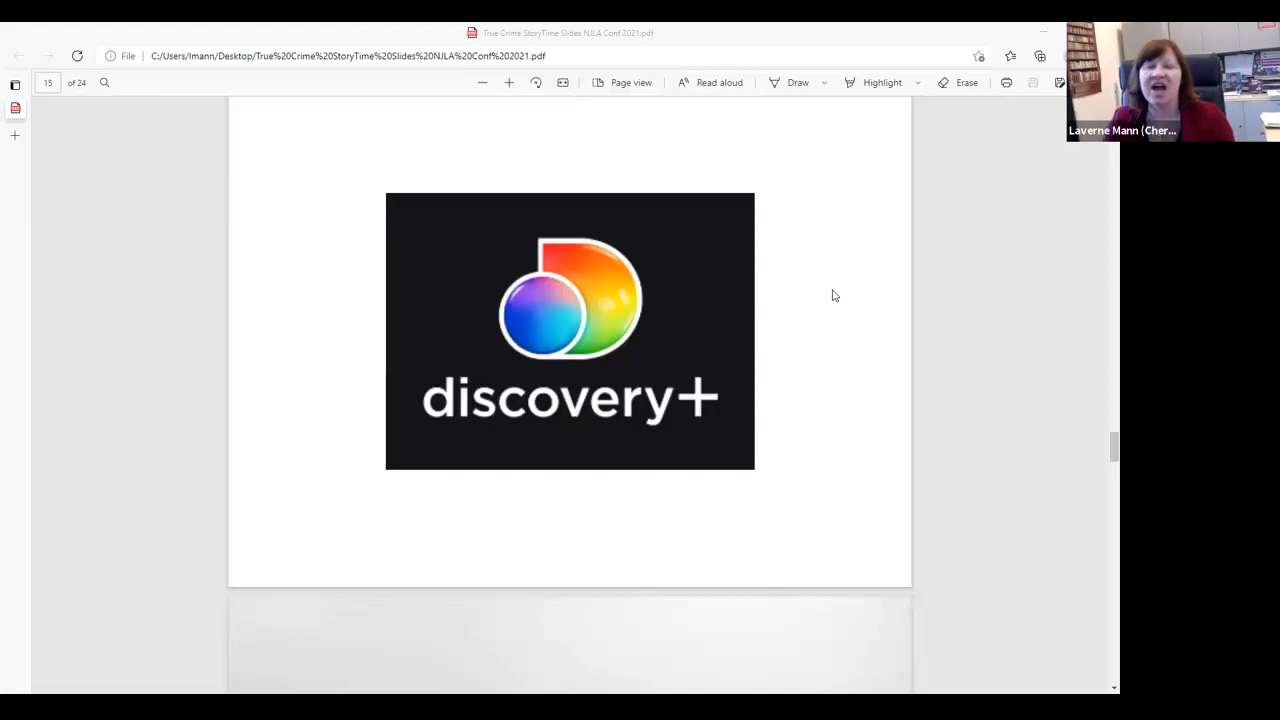 True Crime StoryTime Slides NJLA Conf 2021.pdf
File C:/Users/lmann/Desktop/True%20Crime%20StoryTime%20Slides%20NJLA%20Conf%202021.pdf
15 of 24 Page view Read aloud Draw Highlight Erase
Laverne Mann (Cher...
discovery+